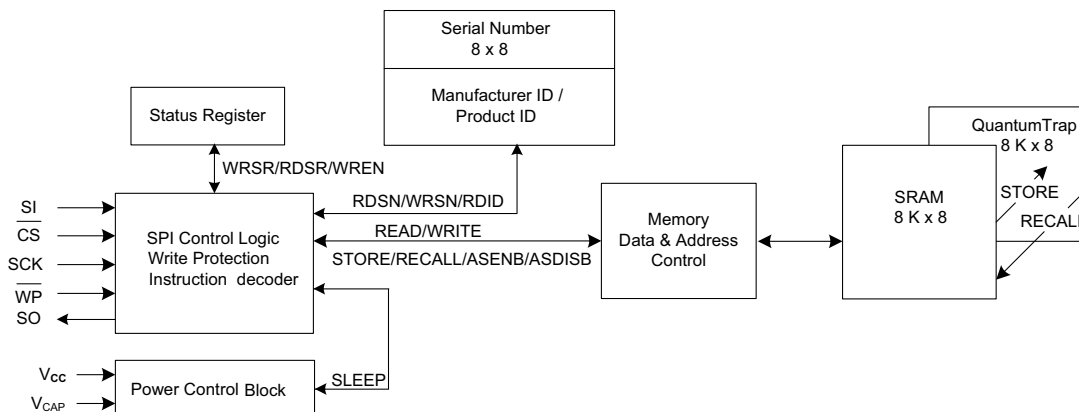 Serial Number
8 x 8
Manufacturer ID /
Product ID
Status Register
QuantumTrap
8 K x 8
WRSR/RDSR/WREN
SI
CS
SCK
WP
SO
SPI Control Logic
Write Protection
Instruction decoder
RDSN/WRSN/RDID
READ/WRITE
STORE/RECALL/ASENB/ASDISB
Memory
Data & Address
Control
SRAM
8 K x 8
STORE
RECALL
VCC
VCAP
Power Control Block
SLEEP